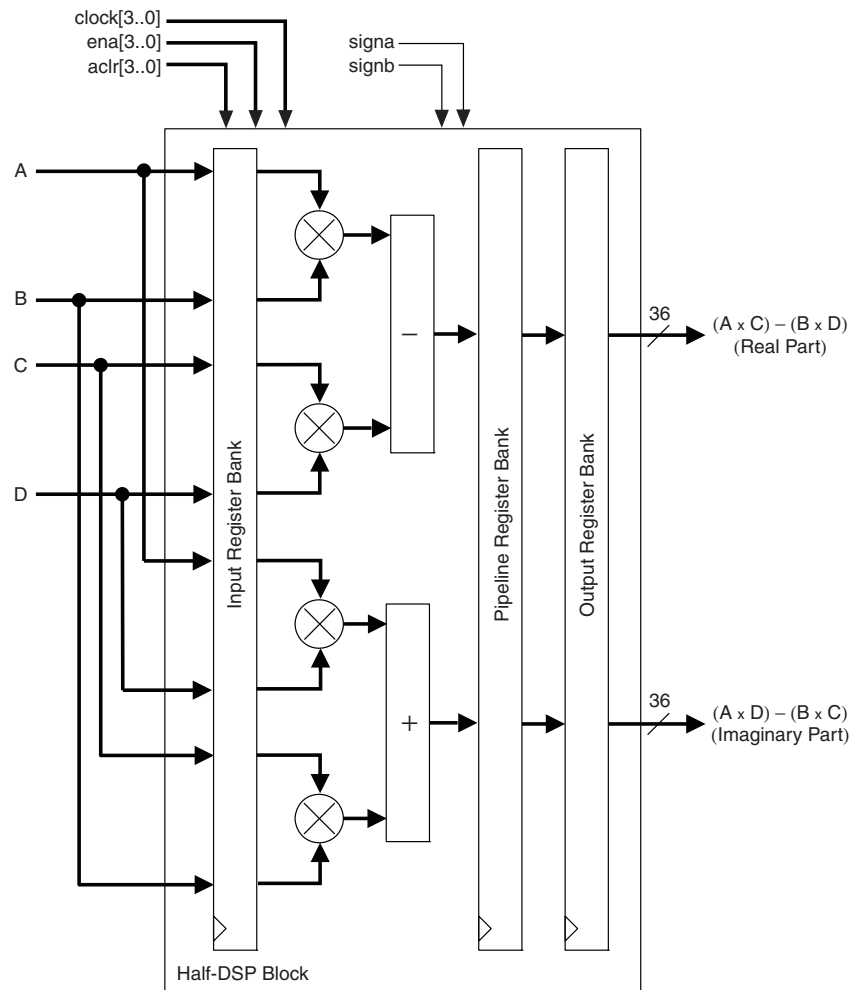 clock[3..0]
ena[3..0]
aclr[3..0]
signa
signb
A
B
C
D
Input Register Bank
−
+
Pipeline Register Bank
Output Register Bank
36
(A x C) − (B x D)
(Real Part)
36
(A x D) − (B x C)
(Imaginary Part)
Half-DSP Block